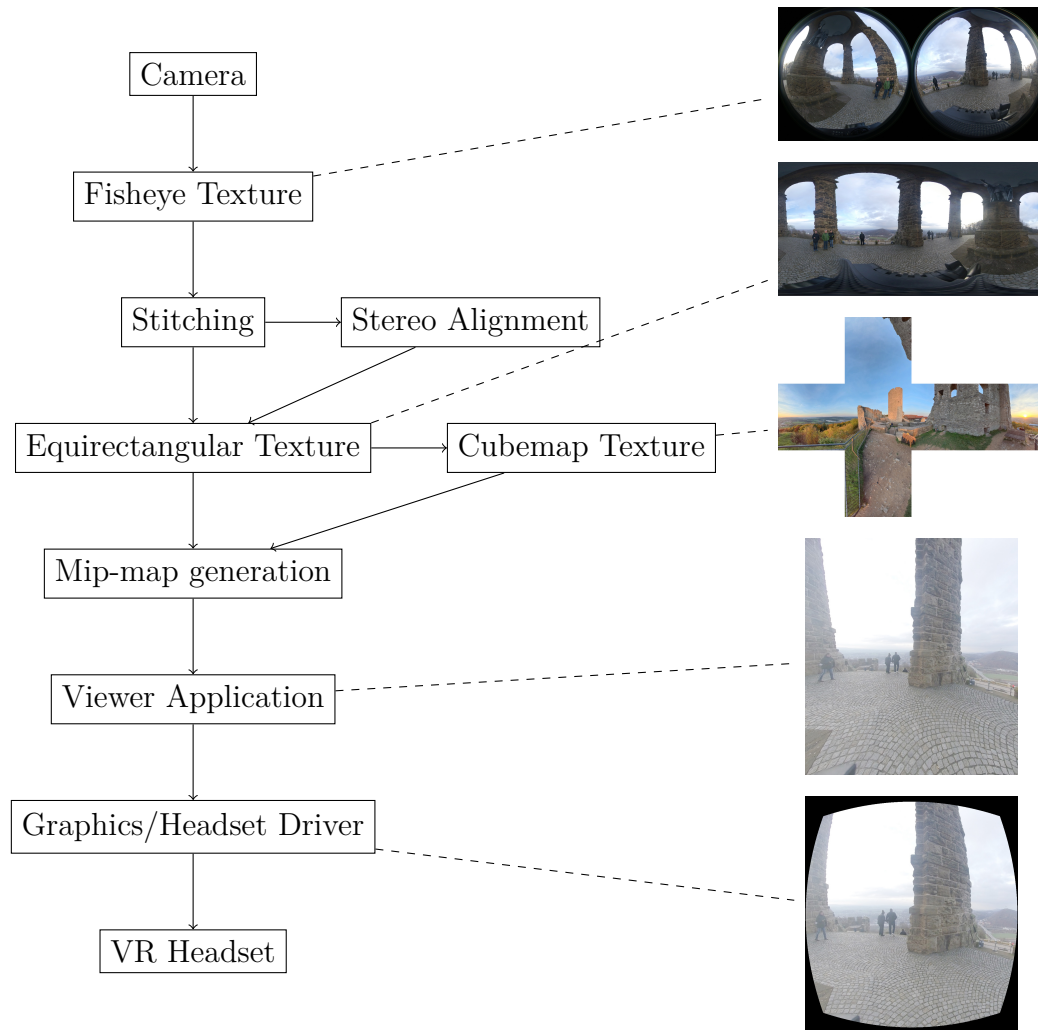 Camera
Fisheye Texture
Stitching
Stereo Alignment
Equirectangular Texture
Cubemap Texture
Mip-map generation
Viewer Application
Graphics/Headset Driver
VR Headset